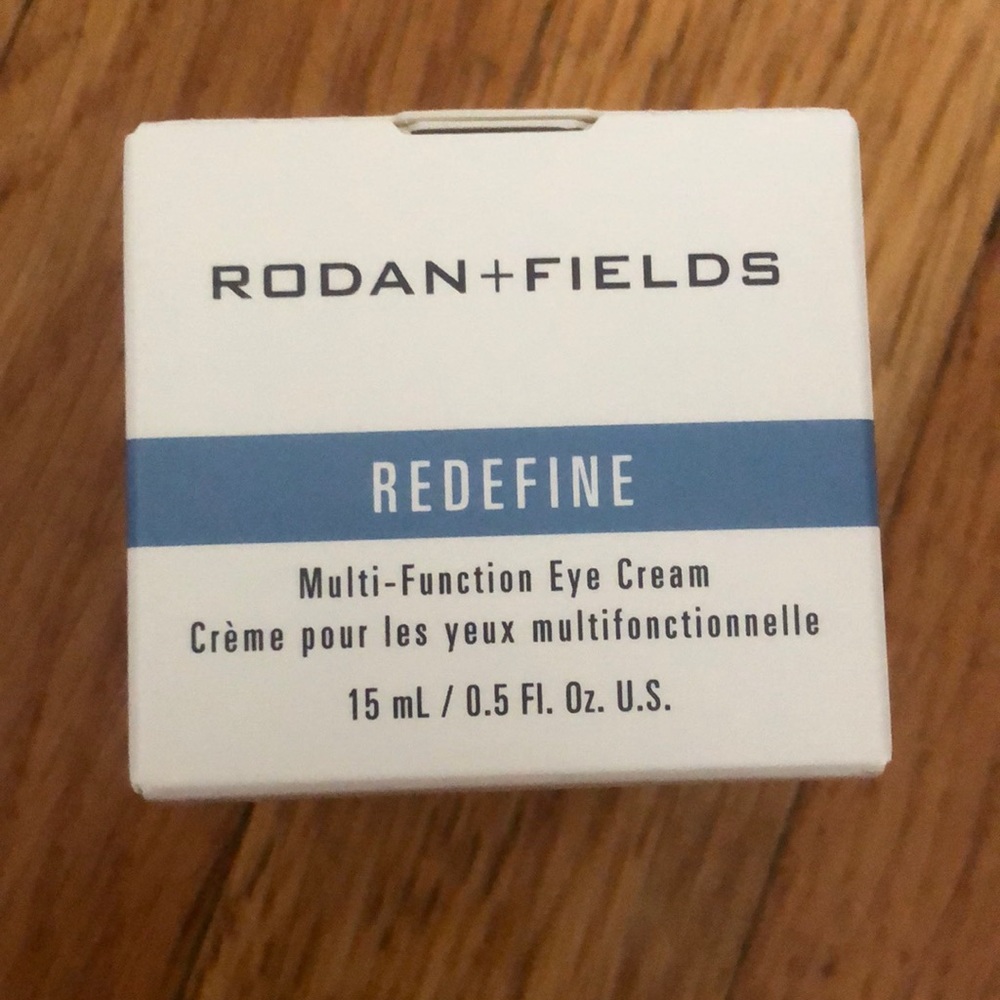 RODAN+FIELDS
REDEFINE
Multi-Function Eye Cream
Crème pour les yeux multifonctionnelle
15 mL / 0.5 Fl. Oz. U.S.